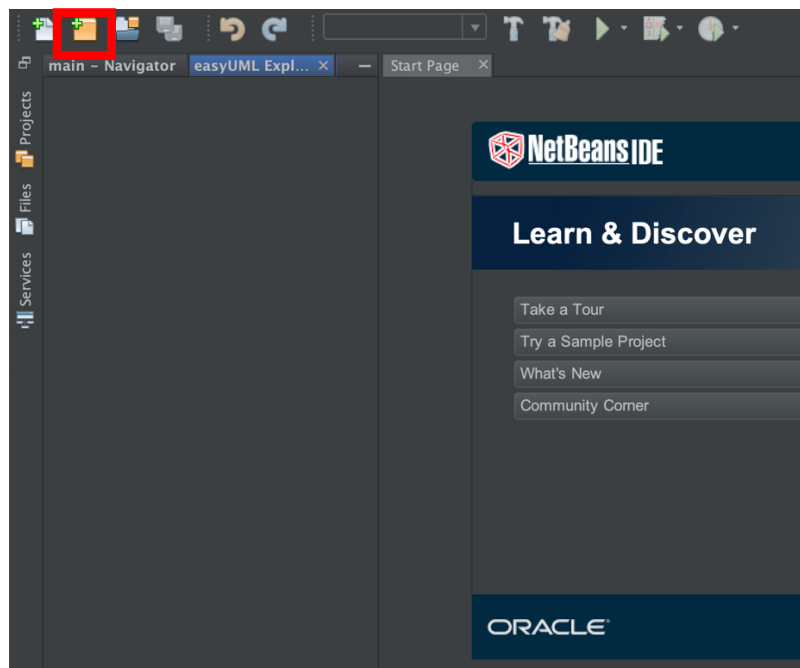 main - Navigator
easyUML Expl...
Start Page
Projects
Files
Services
NetBeans IDE
Learn & Discover
Take a Tour
Try a Sample Project
What's New
Community Corner
ORACLE